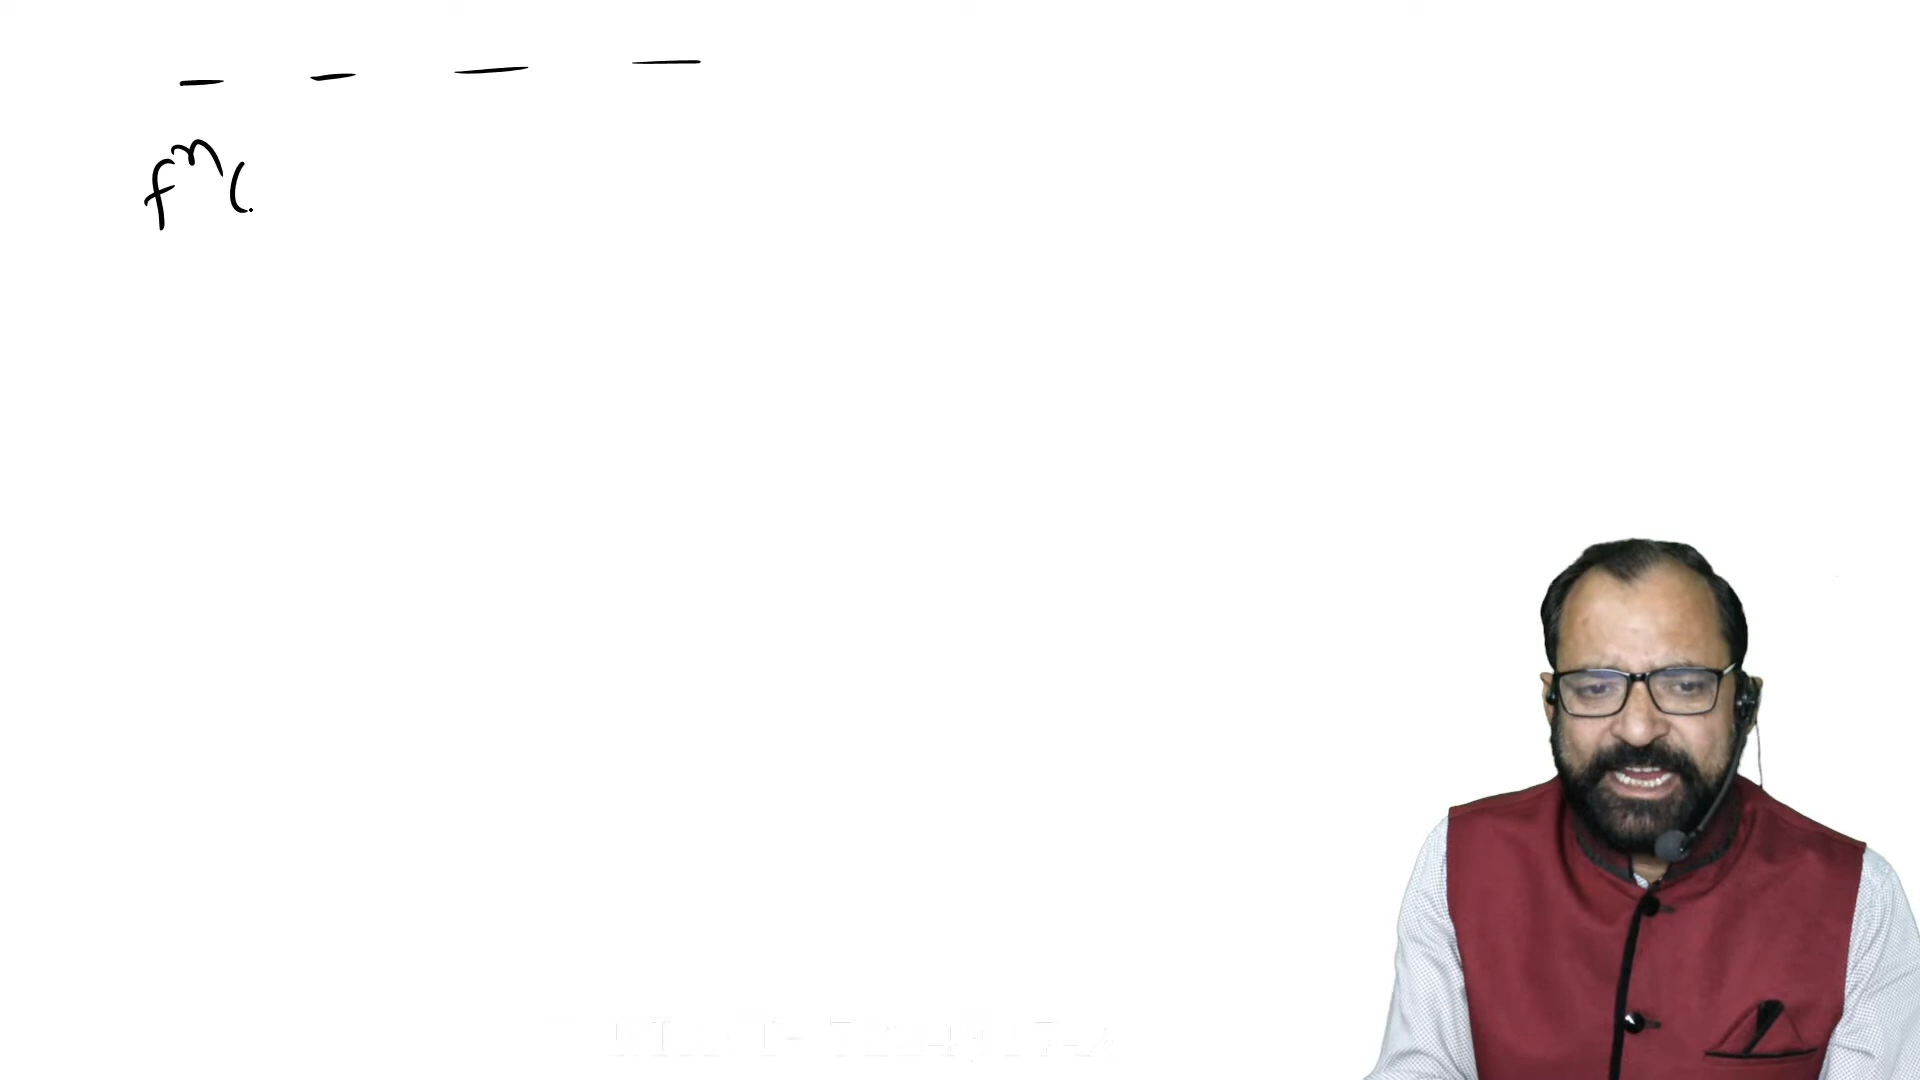 — — — —
fⁿ(